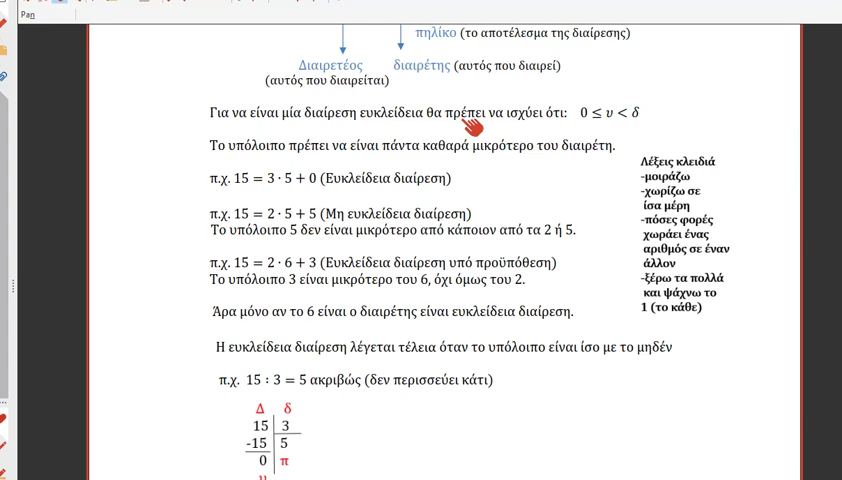 Pan
πηλίκο (το αποτέλεσμα της διαίρεσης)
Διαιρετέος διαιρέτης (αυτός που διαιρεί)
(αυτός που διαιρείται)
Για να είναι μία διαίρεση ευκλείδεια θα πρέπει να ισχύει ότι: 0 ≤ υ < δ
Το υπόλοιπο πρέπει να είναι πάντα καθαρά μικρότερο του διαιρέτη.
π.χ. 15 = 3 · 5 + 0 (Ευκλείδεια διαίρεση)
π.χ. 15 = 2 · 5 + 5 (Μη ευκλείδεια διαίρεση)
Το υπόλοιπο 5 δεν είναι μικρότερο από κάποιον από τα 2 ή 5.
π.χ. 15 = 2 · 6 + 3 (Ευκλείδεια διαίρεση υπό προϋπόθεση)
Το υπόλοιπο 3 είναι μικρότερο του 6, όχι όμως του 2.
Άρα μόνο αν το 6 είναι ο διαιρέτης είναι ευκλείδεια διαίρεση.
Η ευκλείδεια διαίρεση λέγεται τέλεια όταν το υπόλοιπο είναι ίσο με το μηδέν
π.χ. 15 : 3 = 5 ακριβώς (δεν περισσεύει κάτι)
Δ δ
15 3
-15 5
0 π
υ
Λέξεις κλειδιά
-μοιράζω
-χωρίζω σε
ίσα μέρη
-πόσες φορές
χωράει ένας
αριθμός σε έναν
άλλον
-ξέρω τα πολλά
και ψάχνω το
1 (το κάθε)